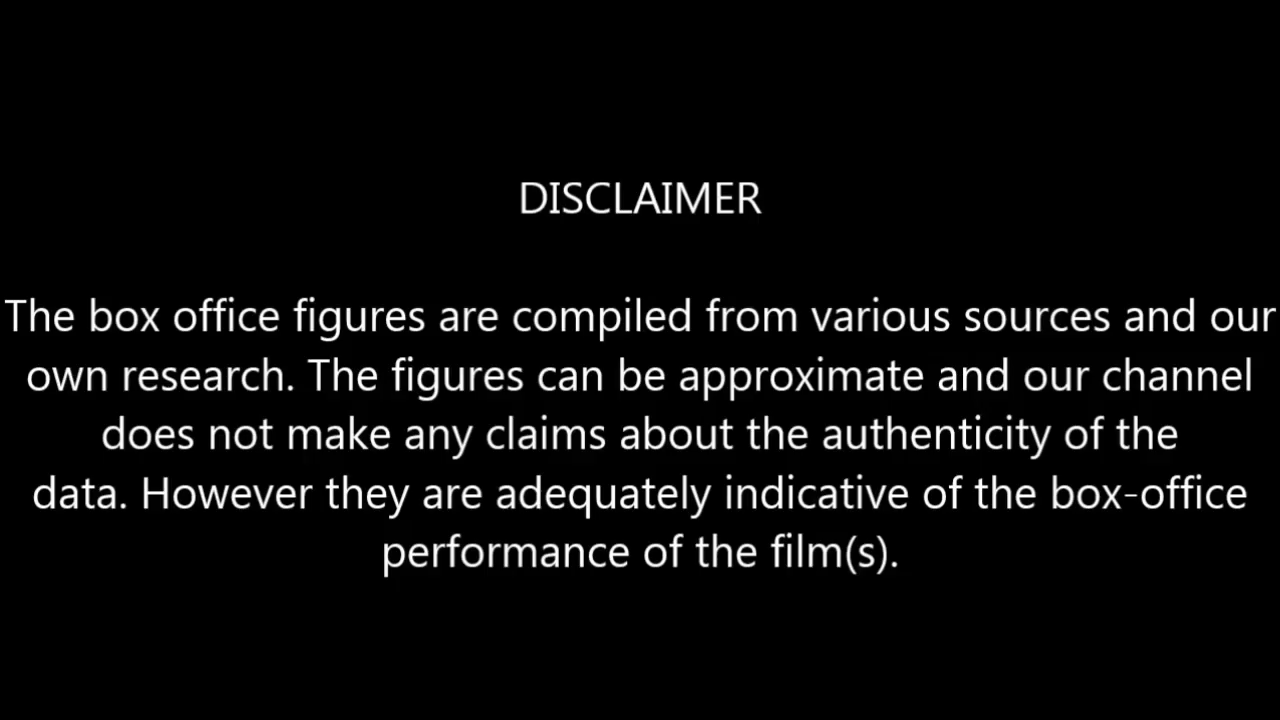 DISCLAIMER
The box office figures are compiled from various sources and our
own research. The figures can be approximate and our channel
does not make any claims about the authenticity of the
data. However they are adequately indicative of the box-office
performance of the film(s).